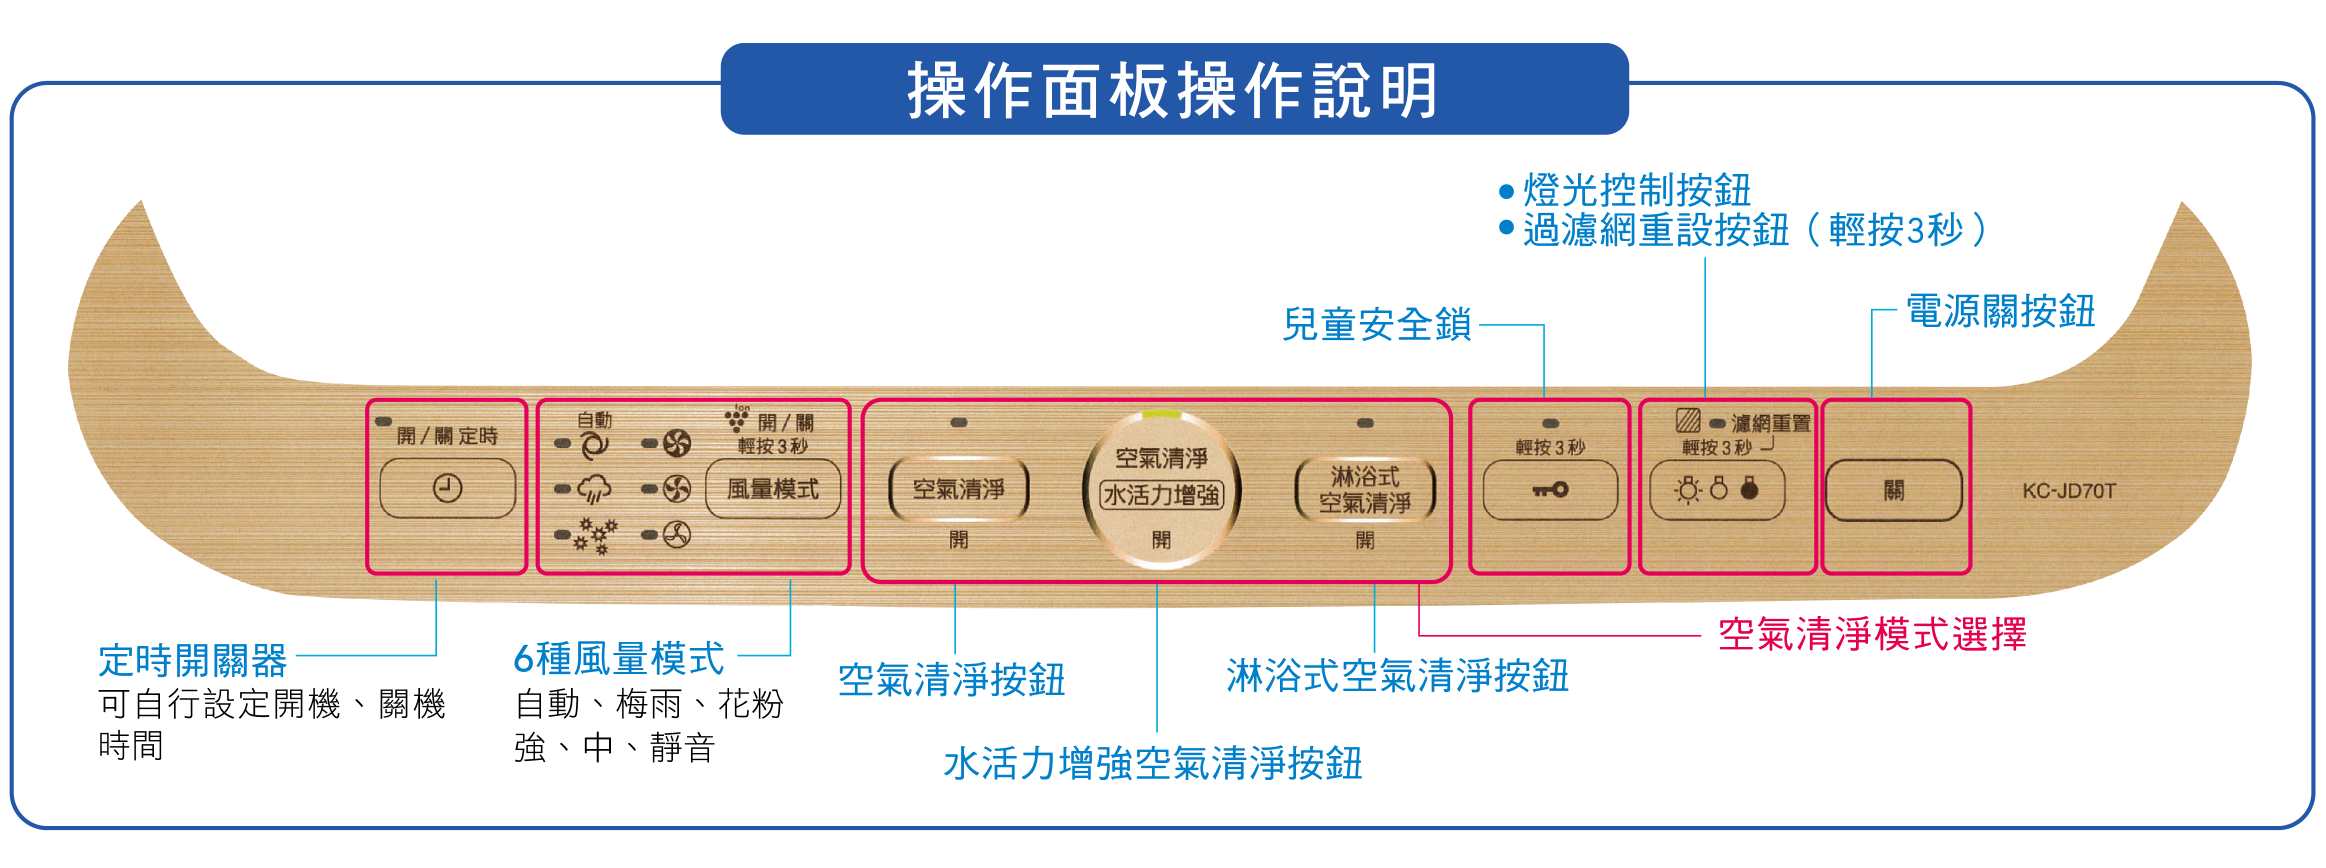 操作面板操作說明
● 燈光控制按鈕
● 過濾網重設按鈕（輕按3秒）
兒童安全鎖
電源關按鈕
開/關 定時
自動
ion
開/關
輕按3秒
風量模式
空氣清淨
開
空氣清淨
水活力增強
開
淋浴式
空氣清淨
開
輕按3秒
濾網重置
輕按3秒
關
KC-JD70T
定時開關器
可自行設定開機、關機
時間
6種風量模式
自動、梅雨、花粉
強、中、靜音
空氣清淨按鈕
水活力增強空氣清淨按鈕
淋浴式空氣清淨按鈕
空氣清淨模式選擇